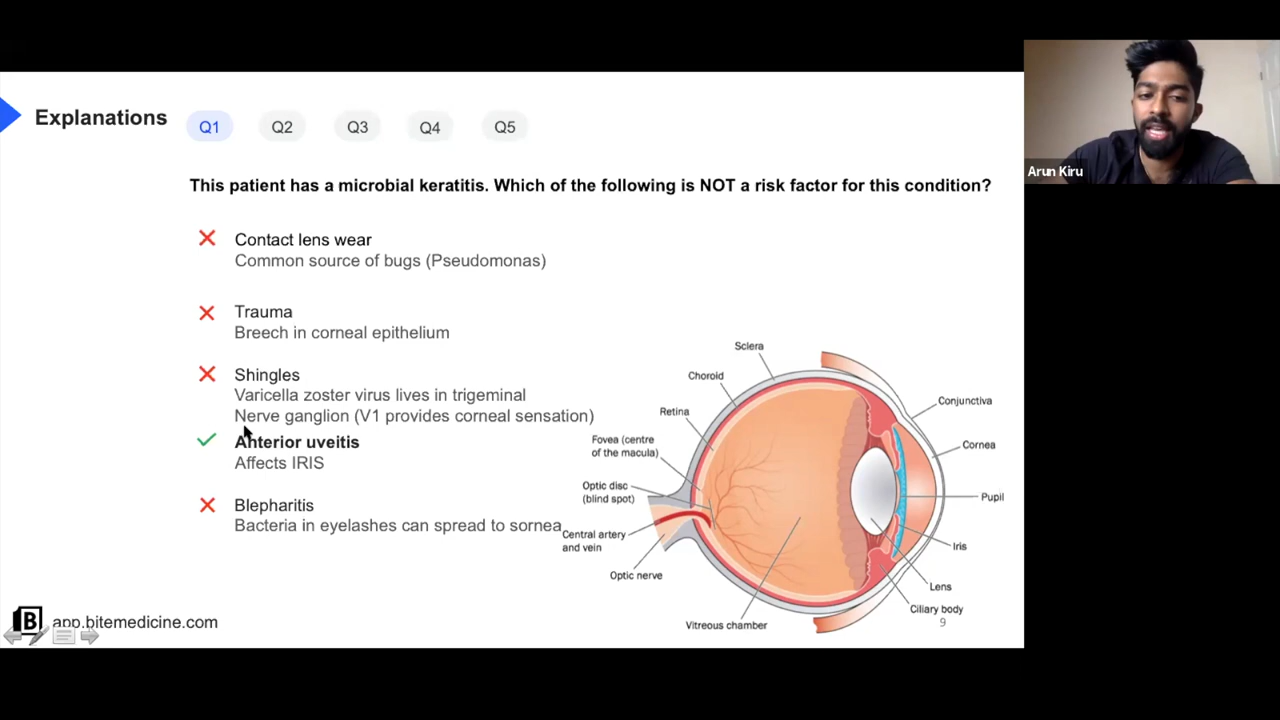 Explanations
Q1
Q2
Q3
Q4
Q5
This patient has a microbial keratitis. Which of the following is NOT a risk factor for this condition?
Contact lens wear
Common source of bugs (Pseudomonas)
Trauma
Breech in corneal epithelium
Shingles
Varicella zoster virus lives in trigeminal
Nerve ganglion (V1 provides corneal sensation)
Anterior uveitis
Affects IRIS
Blepharitis
Bacteria in eyelashes can spread to sornea
Sclera
Choroid
Retina
Fovea (centre
of the macula)
Optic disc
(blind spot)
Central artery
and vein
Optic nerve
Vitreous chamber
Conjunctiva
Cornea
Pupil
Iris
Lens
Ciliary body
9
B
app.bitemedicine.com
Arun Kiru